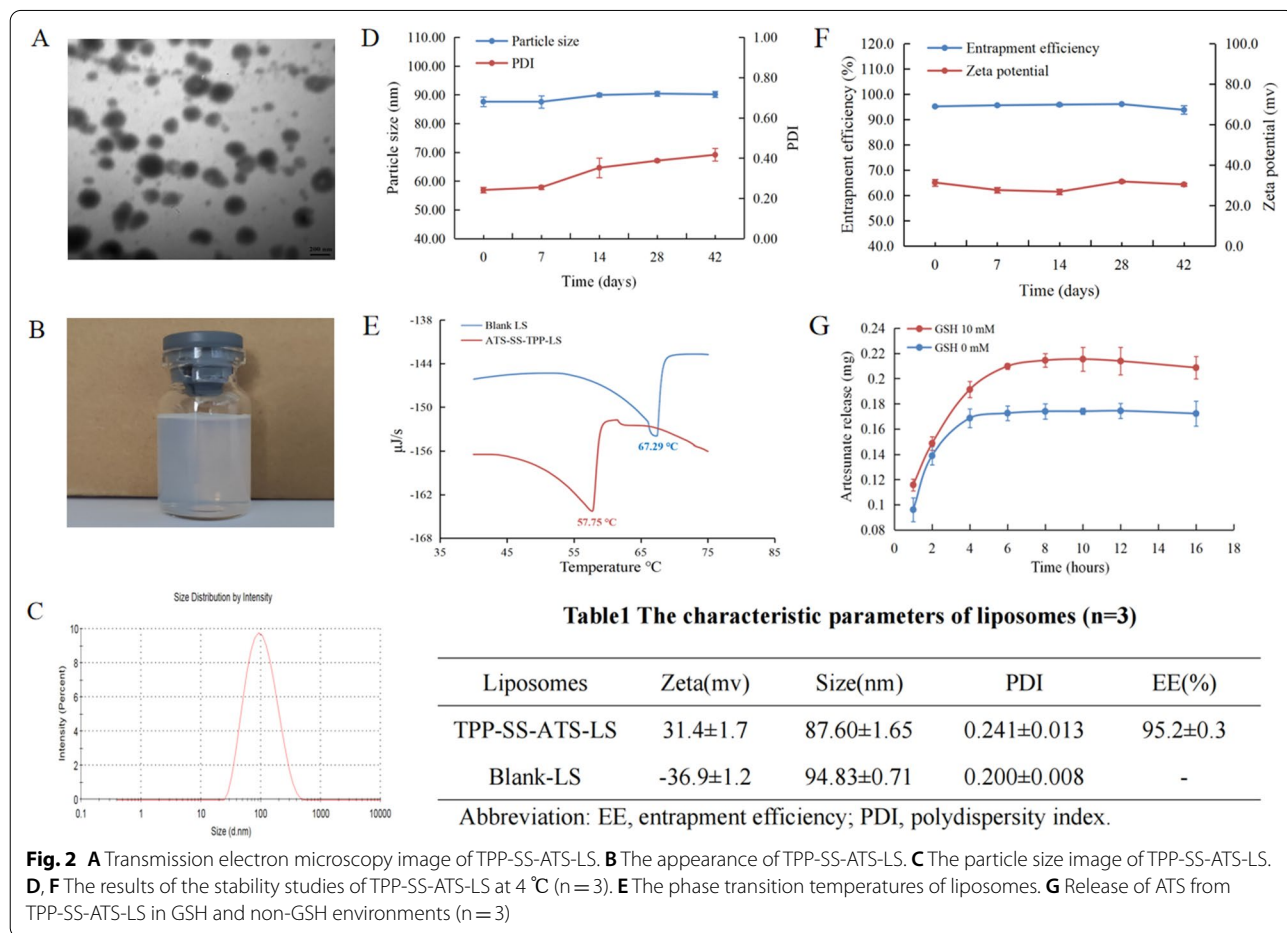 A
200 nm
B
C
Size Distribution by Intensity
Intensity (Percent)
10
8
6
4
2
0
0.1 1 10 100 1000 10000
Size (d.nm)
D
Particle size
PDI
Particle size (nm)
110.00
100.00
90.00
80.00
70.00
60.00
50.00
40.00
PDI
1.00
0.80
0.60
0.40
0.20
0.00
0 7 14 28 42
Time (days)
E
Blank LS
ATS-SS-TPP-LS
µJ/s
-138
-144
-150
-156
-162
-168
67.29 °C
57.75 °C
35 45 55 65 75 85
Temperature °C
F
Entrapment efficiency
Zeta potential
Entrapment efficiency (%)
120.0
110.0
100.0
90.0
80.0
70.0
60.0
50.0
40.0
Zeta potential (mv)
100.0
80.0
60.0
40.0
20.0
0.0
0 7 14 28 42
Time (days)
G
GSH 10 mM
GSH 0 mM
Artesunate release (mg)
0.24
0.22
0.2
0.18
0.16
0.14
0.12
0.1
0.08
0 2 4 6 8 10 12 14 16 18
Time (hours)
Table1 The characteristic parameters of liposomes (n=3)
Liposomes Zeta(mv) Size(nm) PDI EE(%)
TPP-SS-ATS-LS 31.4±1.7 87.60±1.65 0.241±0.013 95.2±0.3
Blank-LS -36.9±1.2 94.83±0.71 0.200±0.008 -
Abbreviation: EE, entrapment efficiency; PDI, polydispersity index.
Fig. 2 A Transmission electron microscopy image of TPP-SS-ATS-LS. B The appearance of TPP-SS-ATS-LS. C The particle size image of TPP-SS-ATS-LS.
D, F The results of the stability studies of TPP-SS-ATS-LS at 4 ℃ (n = 3). E The phase transition temperatures of liposomes. G Release of ATS from
TPP-SS-ATS-LS in GSH and non-GSH environments (n = 3)